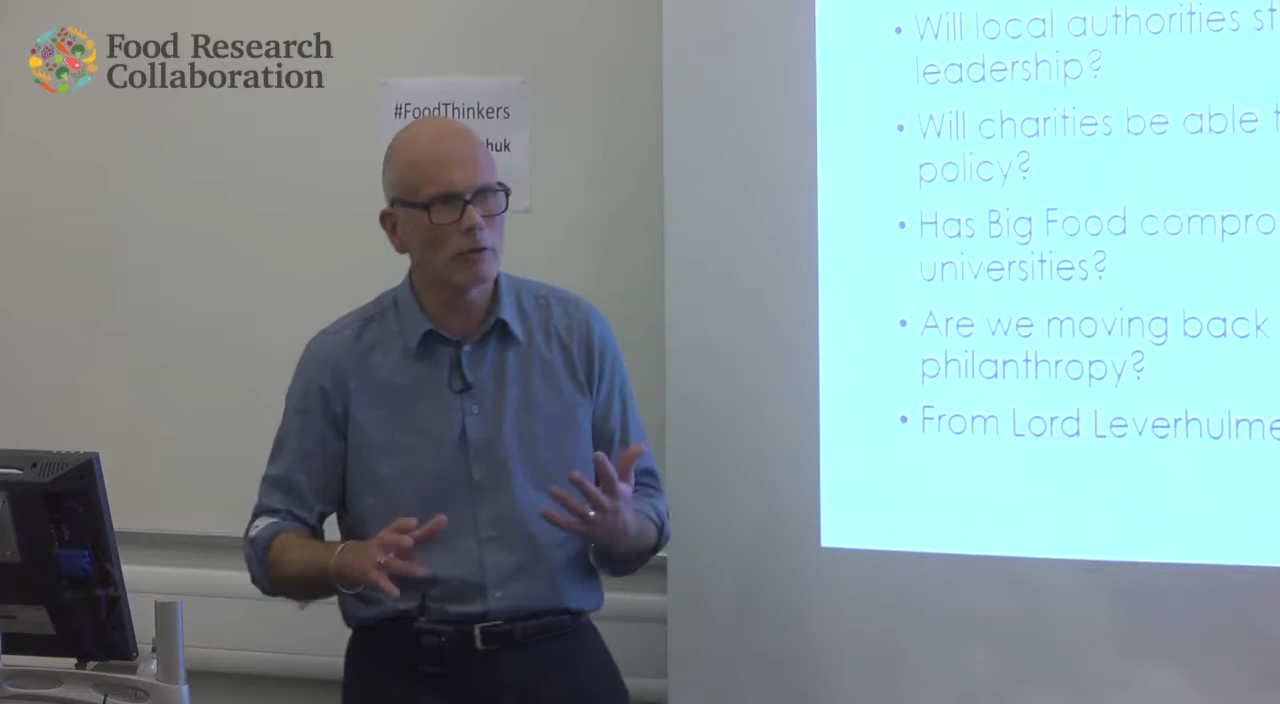 Food Research
Collaboration
#FoodThinkers
huk
• Will local authorities st
leadership?
• Will charities be able t
policy?
• Has Big Food compro
universities?
• Are we moving back
philanthropy?
• From Lord Leverhulme